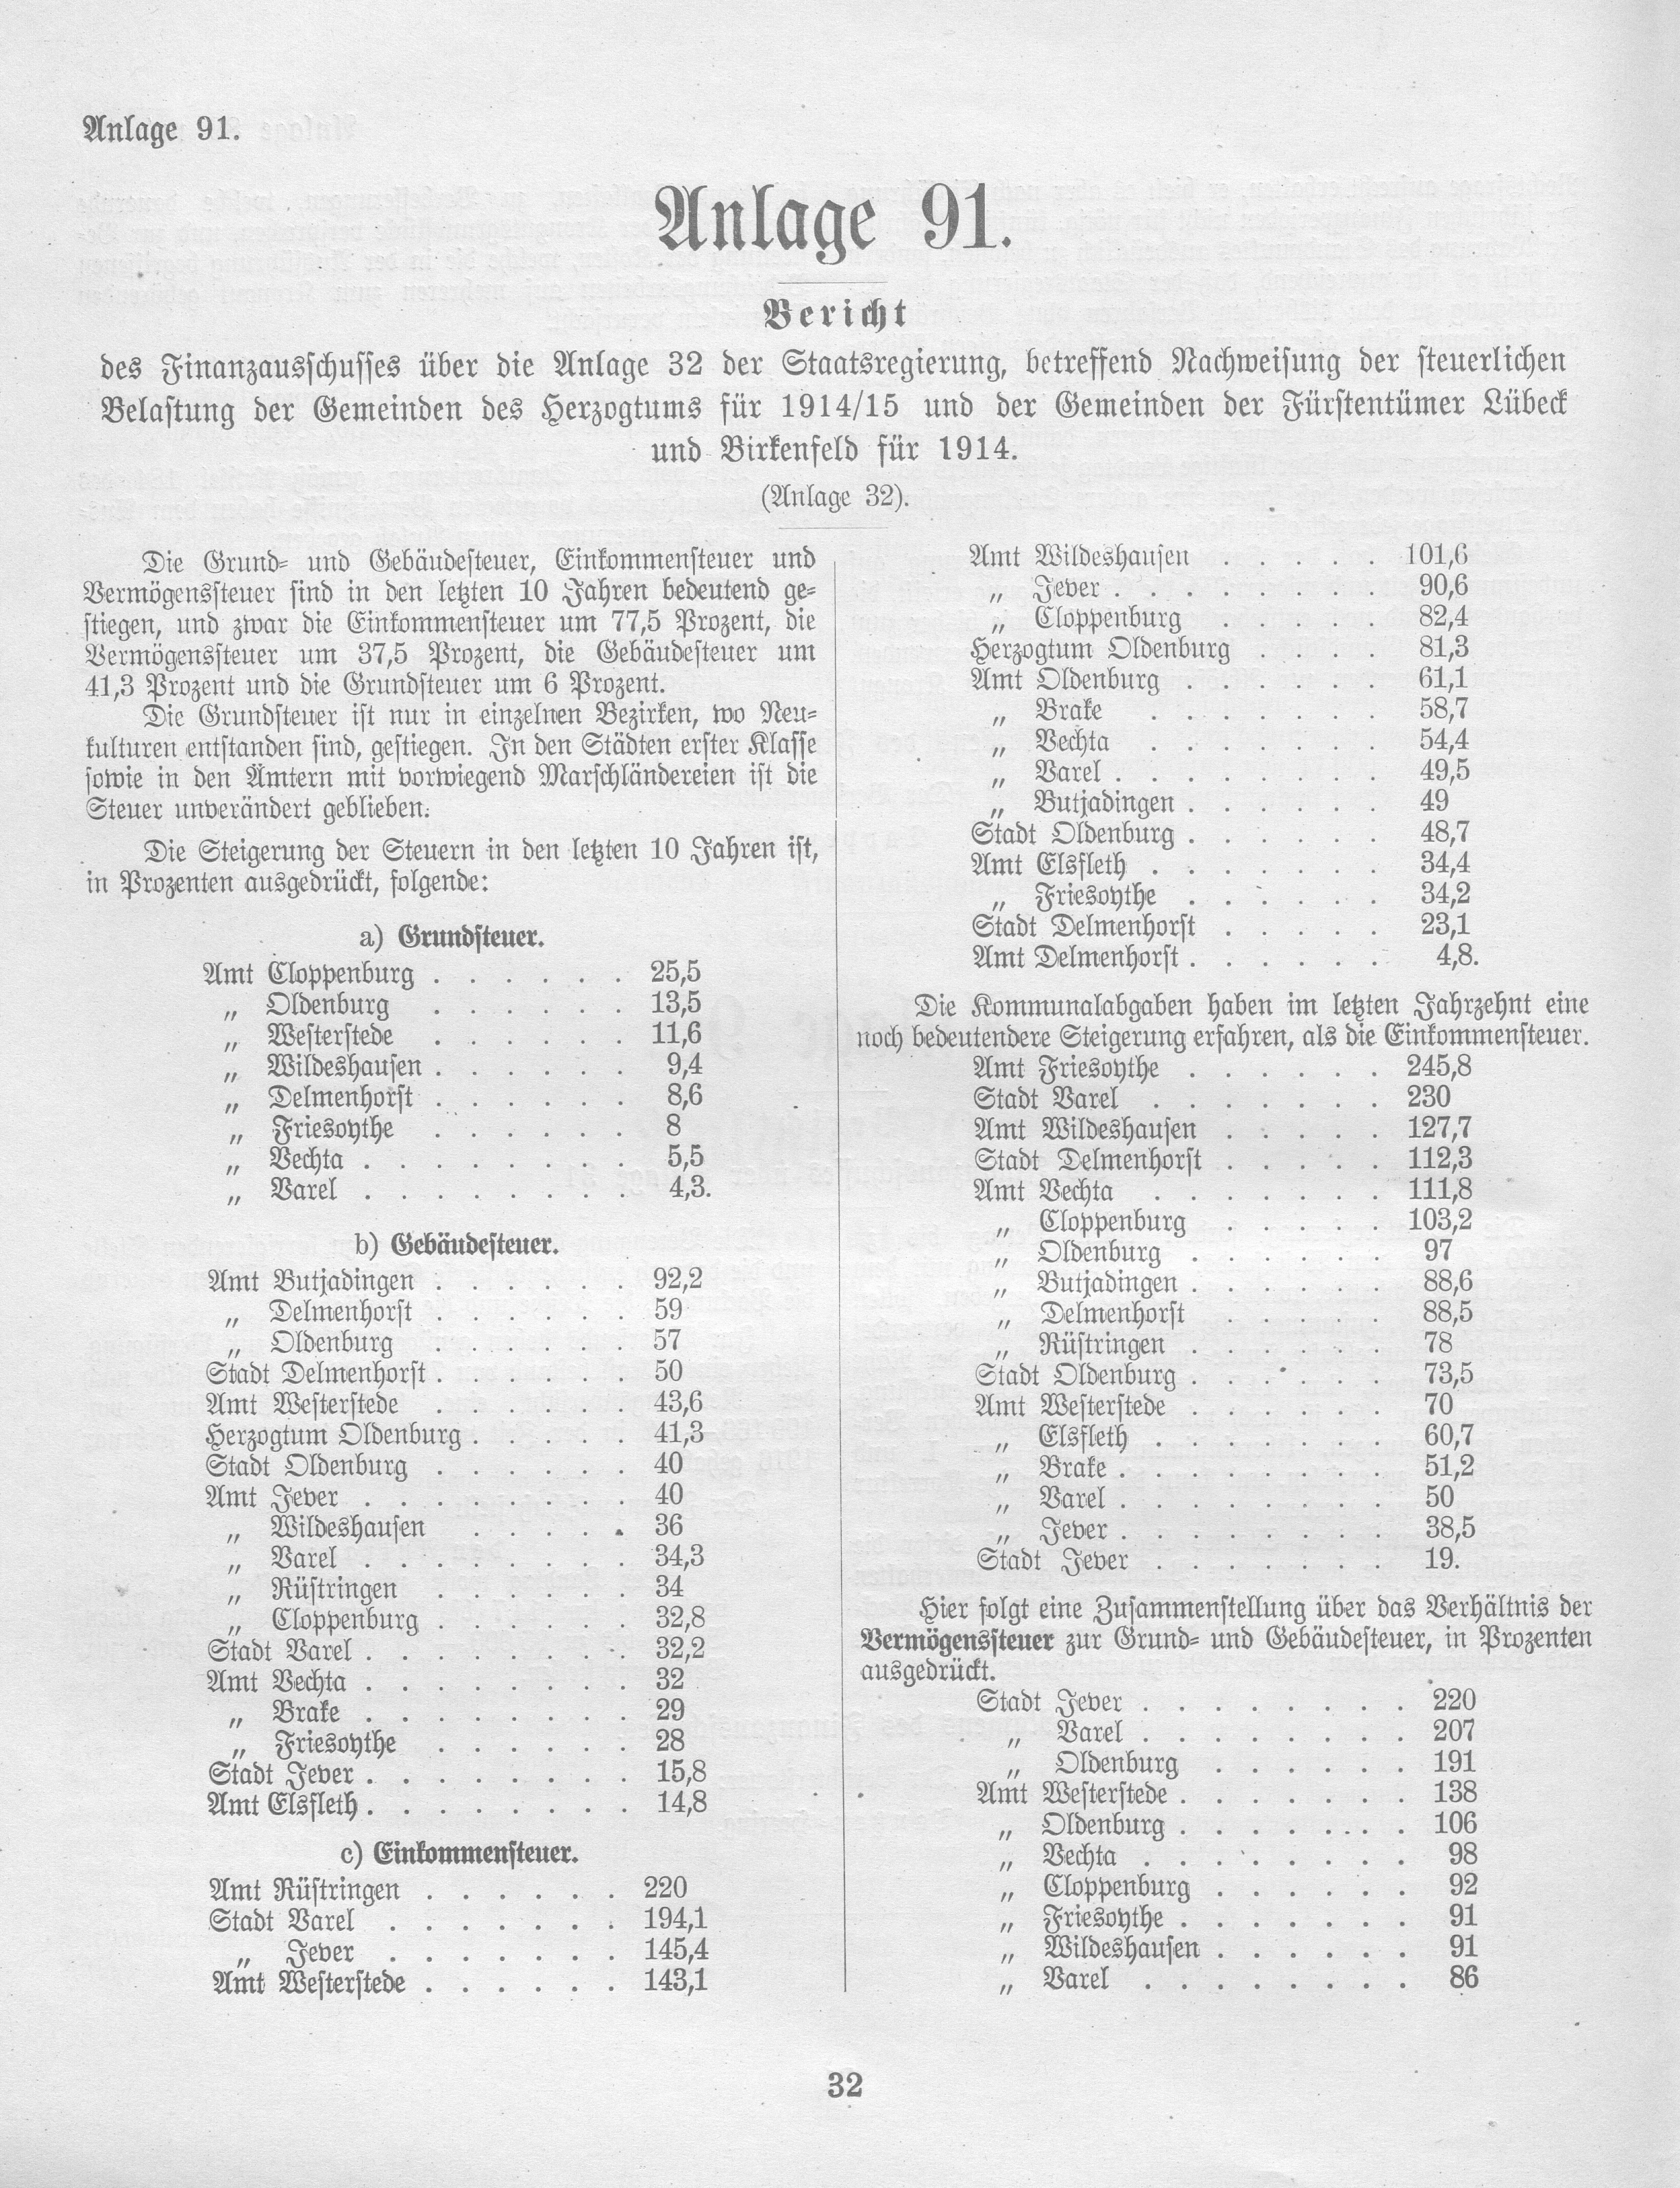 Anlage 91.
Anlage 91.
Bericht
des Finanzausschusses über die Anlage 32 der Staatsregierung, betreffend Nachweisung der steuerlichen
Belastung der Gemeinden des Herzogtums für 1914/15 und der Gemeinden der Fürstentümer Lübeck
und Birkenfeld für 1914.
(Anlage 32).
Die Grund- und Gebäudesteuer, Einkommensteuer und
Vermögenssteuer sind in den letzten 10 Jahren bedeutend ge-
stiegen, und zwar die Einkommensteuer um 77,5 Prozent, die
Vermögenssteuer um 37,5 Prozent, die Gebäudesteuer um
41,3 Prozent und die Grundsteuer um 6 Prozent.
Die Grundsteuer ist nur in einzelnen Bezirken, wo Neu-
kulturen entstanden sind, gestiegen. In den Städten erster Klasse
sowie in den Ämtern mit vorwiegend Marschländereien ist die
Steuer unverändert geblieben.
Die Steigerung der Steuern in den letzten 10 Jahren ist,
in Prozenten ausgedrückt, folgende:
a) Grundsteuer.
Amt Cloppenburg . . . . . . 25,5
„ Oldenburg . . . . . . 13,5
„ Westerstede . . . . . . 11,6
„ Wildeshausen . . . . . . 9,4
„ Delmenhorst . . . . . . 8,6
„ Friesoythe . . . . . . 8
„ Vechta . . . . . . . . 5,5
„ Varel . . . . . . . . 4,3.
b) Gebäudesteuer.
Amt Butjadingen . . . . . . 92,2
„ Delmenhorst . . . . . . 59
„ Oldenburg . . . . . . 57
Stadt Delmenhorst . . . . . . 50
Amt Westerstede . . . . . . 43,6
Herzogtum Oldenburg . . . . . 41,3
Stadt Oldenburg . . . . . . 40
Amt Jever . . . . . . . . 40
„ Wildeshausen . . . . . 36
„ Varel . . . . . . . . 34,3
„ Rüstringen . . . . . . 34
„ Cloppenburg . . . . . . 32,8
Stadt Varel . . . . . . . . 32,2
Amt Vechta . . . . . . . . 32
„ Brake . . . . . . . . 29
„ Friesoythe . . . . . . 28
Stadt Jever . . . . . . . . 15,8
Amt Elsfleth . . . . . . . . 14,8
c) Einkommensteuer.
Amt Rüstringen . . . . . . 220
Stadt Varel . . . . . . . 194,1
„ Jever . . . . . . . 145,4
Amt Westerstede . . . . . . 143,1
Amt Wildeshausen . . . . . 101,6
„ Jever . . . . . . . . 90,6
„ Cloppenburg . . . . . 82,4
Herzogtum Oldenburg . . . . 81,3
Amt Oldenburg . . . . . . 61,1
„ Brake . . . . . . . 58,7
„ Vechta . . . . . . . 54,4
„ Varel . . . . . . . . 49,5
„ Butjadingen . . . . . . 49
Stadt Oldenburg . . . . . . 48,7
Amt Elsfleth . . . . . . . 34,4
„ Friesoythe . . . . . . 34,2
Stadt Delmenhorst . . . . . 23,1
Amt Delmenhorst . . . . . . 4,8.
Die Kommunalabgaben haben im letzten Jahrzehnt eine
noch bedeutendere Steigerung erfahren, als die Einkommensteuer.
Amt Friesoythe . . . . . . 245,8
Stadt Varel . . . . . . . 230
Amt Wildeshausen . . . . . 127,7
Stadt Delmenhorst . . . . . 112,3
Amt Vechta . . . . . . . 111,8
„ Cloppenburg . . . . . 103,2
„ Oldenburg . . . . . . 97
„ Butjadingen . . . . . . 88,6
„ Delmenhorst . . . . . 88,5
„ Rüstringen . . . . . . 78
Stadt Oldenburg . . . . . . 73,5
Amt Westerstede . . . . . . 70
„ Elsfleth . . . . . . . 60,7
„ Brake . . . . . . . . 51,2
„ Varel . . . . . . . . 50
„ Jever . . . . . . . . 38,5
Stadt Jever . . . . . . . 19.
Hier folgt eine Zusammenstellung über das Verhältnis der
Vermögenssteuer zur Grund- und Gebäudesteuer, in Prozenten
ausgedrückt.
Stadt Jever . . . . . . . . 220
„ Varel . . . . . . . . 207
„ Oldenburg . . . . . . 191
Amt Westerstede . . . . . . . 138
„ Oldenburg . . . . . . . 106
„ Vechta . . . . . . . . 98
„ Cloppenburg . . . . . . 92
„ Friesoythe . . . . . . . 91
„ Wildeshausen . . . . . . 91
„ Varel . . . . . . . . 86
32